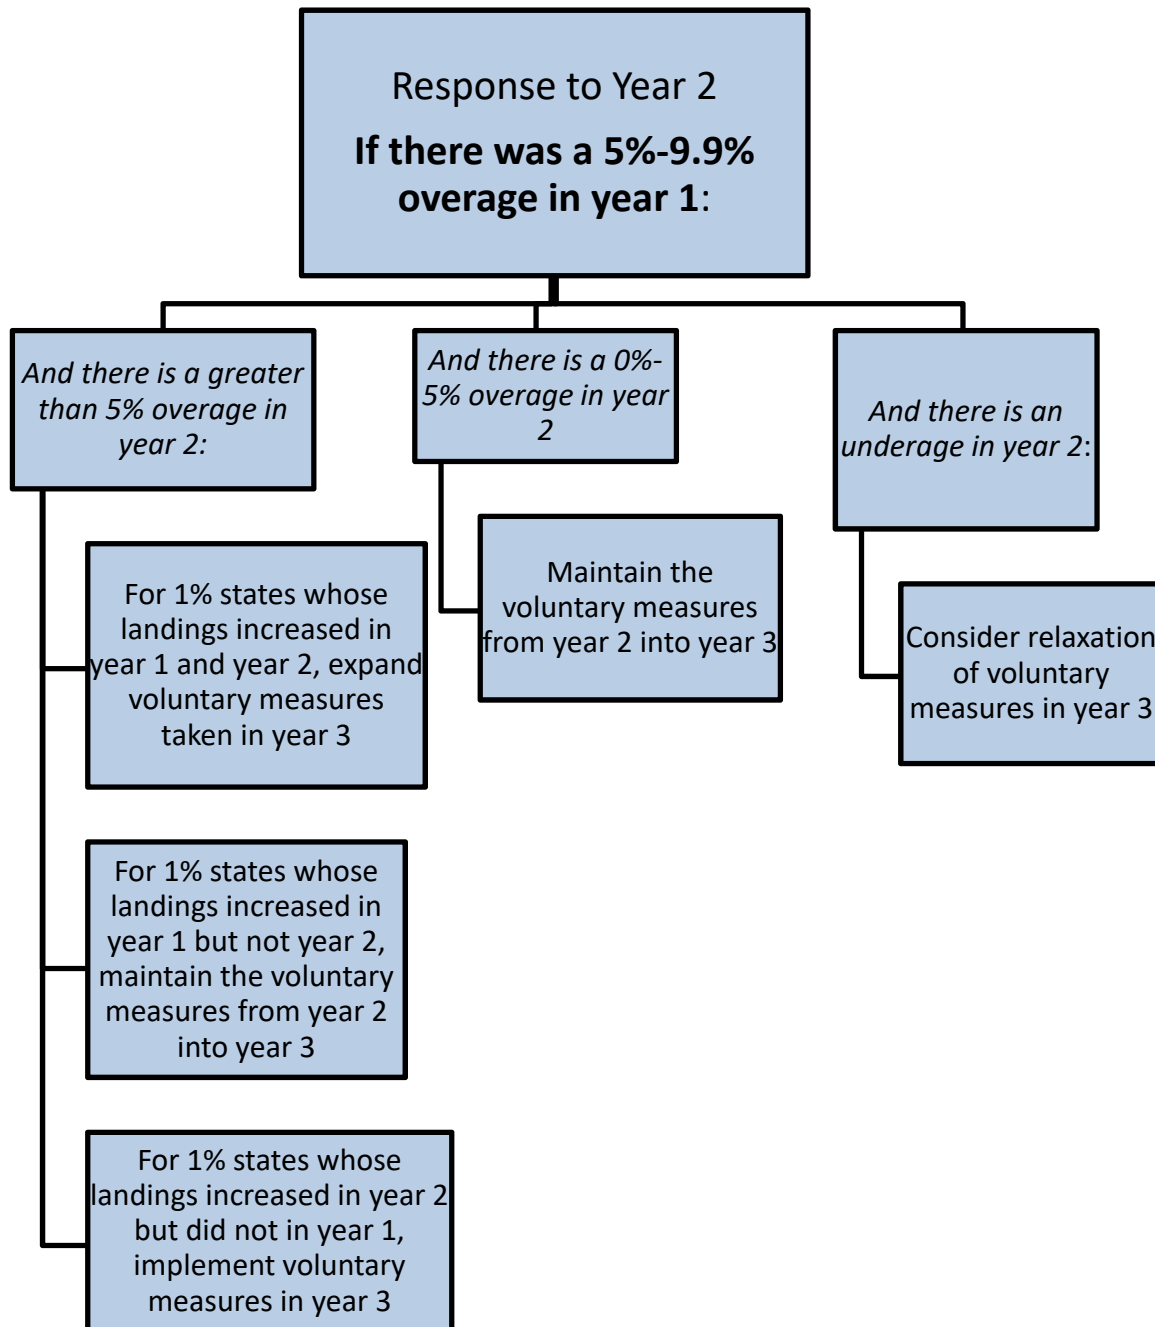 Response to Year 2
If there was a 5%-9.9%
overage in year 1:
And there is a greater
than 5% overage in
year 2:
For 1% states whose
landings increased in
year 1 and year 2, expand
voluntary measures
taken in year 3
For 1% states whose
landings increased in
year 1 but not year 2,
maintain the voluntary
measures from year 2
into year 3
For 1% states whose
landings increased in year 2
but did not in year 1,
implement voluntary
measures in year 3
And there is a 0%-
5% overage in year
2
Maintain the
voluntary measures
from year 2 into year 3
And there is an
underage in year 2:
Consider relaxation
of voluntary
measures in year 3